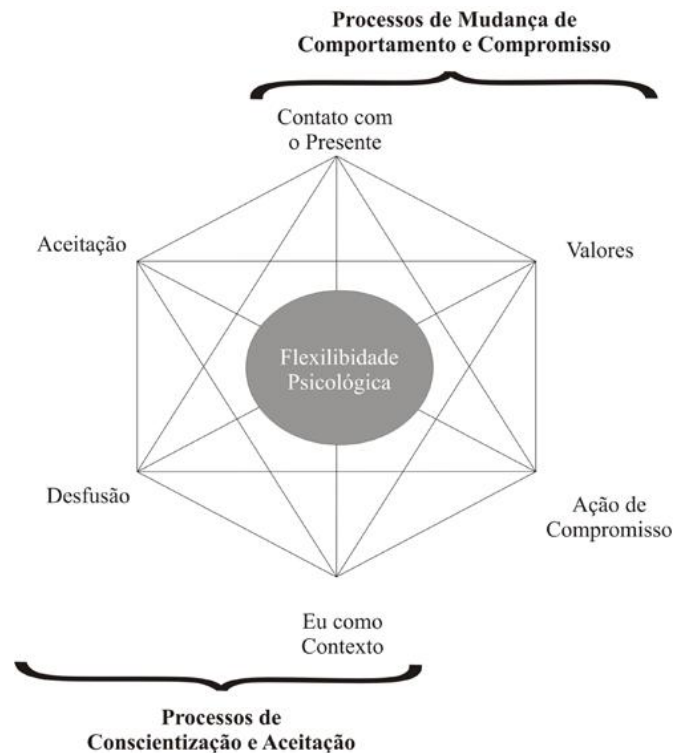 Processos de Mudança de
Comportamento e Compromisso
Contato com
o Presente
Aceitação
Valores
Flexilibidade
Psicológica
Desfusão
Ação de
Compromisso
Eu como
Contexto
Processos de
Conscientização e Aceitação